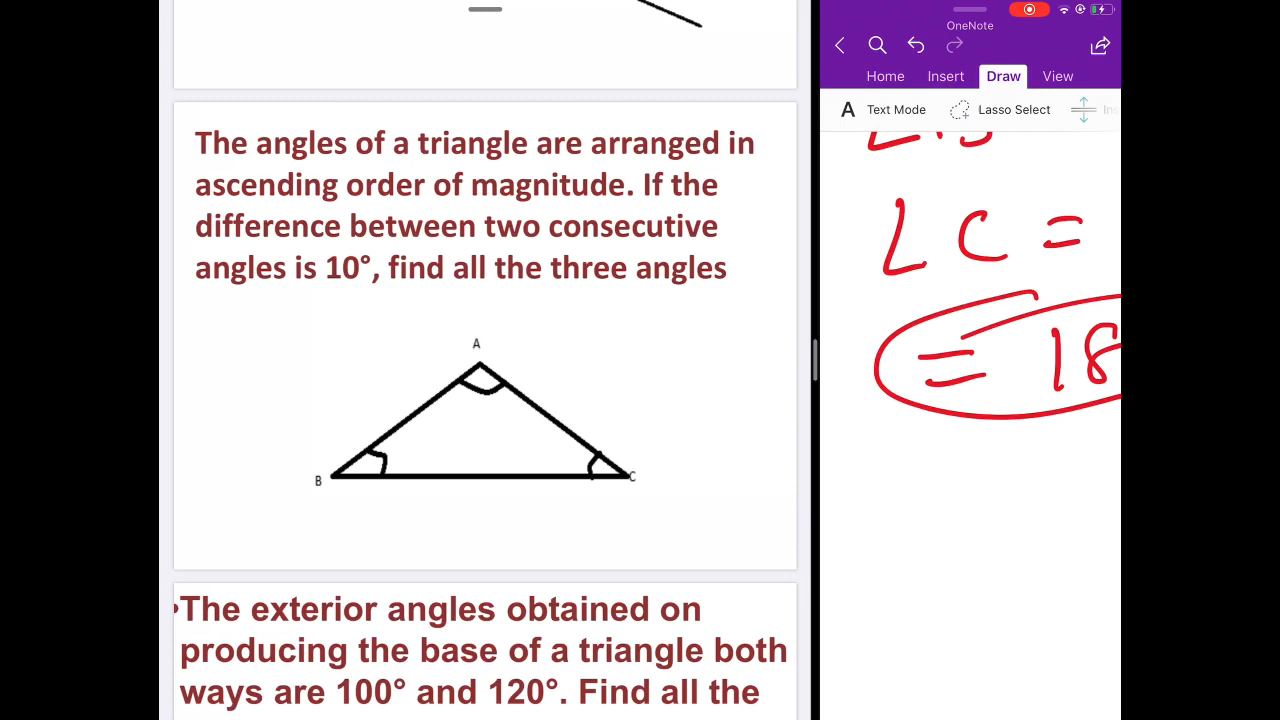 The angles of a triangle are arranged in
ascending order of magnitude. If the
difference between two consecutive
angles is 10°, find all the three angles
A
B
C
•The exterior angles obtained on
producing the base of a triangle both
ways are 100° and 120°. Find all the
OneNote
Home Insert Draw View
A Text Mode Lasso Select Ins
∠C =
= 18